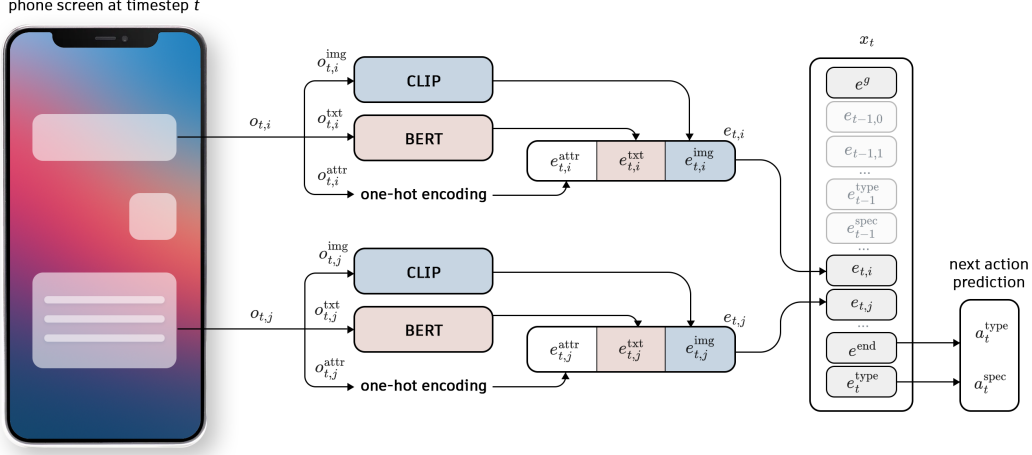 phone screen at timestep t
o_{t,i}
o_{t,i}^{img}
CLIP
o_{t,i}^{txt}
BERT
o_{t,i}^{attr}
one-hot encoding
e_{t,i}
e_{t,i}^{attr} e_{t,i}^{txt} e_{t,i}^{img}
o_{t,j}
o_{t,j}^{img}
CLIP
o_{t,j}^{txt}
BERT
o_{t,j}^{attr}
one-hot encoding
e_{t,j}
e_{t,j}^{attr} e_{t,j}^{txt} e_{t,j}^{img}
x_t
e^g
e_{t-1,0}
e_{t-1,1}
...
e_{t-1}^{type}
e_{t-1}^{spec}
...
e_{t,i}
e_{t,j}
...
e^{end}
e_t^{type}
next action
prediction
a_t^{type}
a_t^{spec}